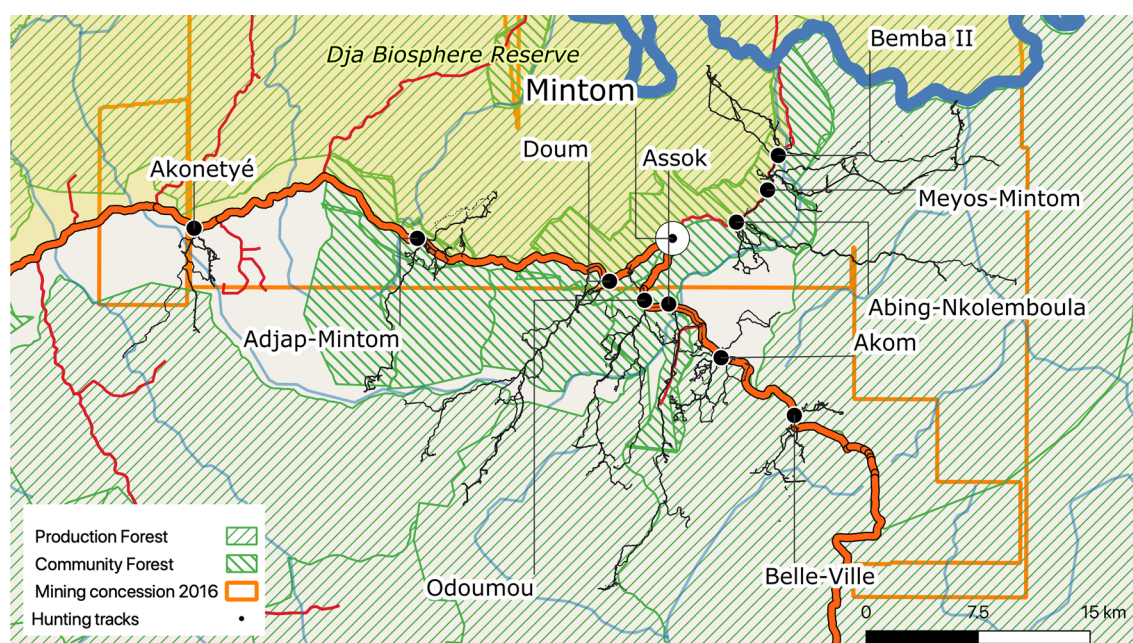 Bemba II
Dja Biosphere Reserve
Mintom
Doum
Assok
Akonetyé
Meyos-Mintom
Abing-Nkolemboula
Adjap-Mintom
Akom
Production Forest
Community Forest
Mining concession 2016
Hunting tracks
Odoumou
Belle-Ville
0
7.5
15 km